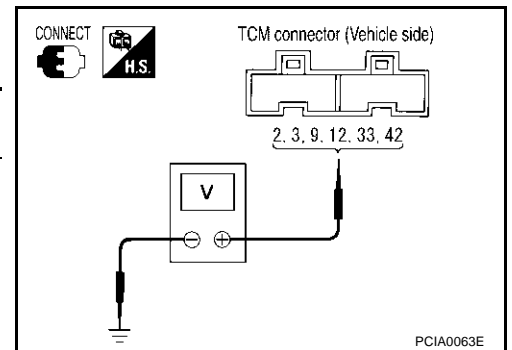 CONNECT
H.S.
TCM connector (Vehicle side)
2, 3, 9, 12, 33, 42
V
− +
PCIA0063E